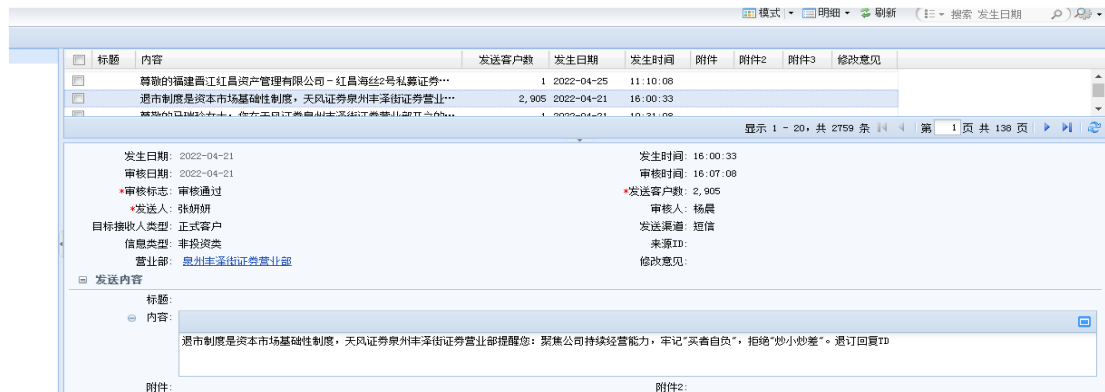 模式 明细 刷新 搜索 发生日期
标题 内容 发送客户数 发生日期 发生时间 附件 附件2 附件3 修改意见
尊敬的福建晋江红昌资产管理有限公司-红昌海丝2号私募证券… 1 2022-04-25 11:10:08
退市制度是资本市场基础性制度，天风证券泉州丰泽街证券营业… 2,905 2022-04-21 16:00:33
显示 1 - 20，共 2759 条 第 1 页 共 138 页
发生日期: 2022-04-21 发生时间: 16:00:33
审核日期: 2022-04-21 审核时间: 16:07:08
*审核标志: 审核通过 *发送客户数: 2,905
*发送人: 张妍妍 审核人: 杨晨
目标接收人类型: 正式客户 发送渠道: 短信
信息类型: 非投资类 来源ID:
营业部: 泉州丰泽街证券营业部 修改意见:
发送内容
标题:
内容:
退市制度是资本市场基础性制度，天风证券泉州丰泽街证券营业部提醒您：聚焦公司持续经营能力，牢记"买者自负"，拒绝"炒小炒差"。退订回复TD
附件: 附件2: